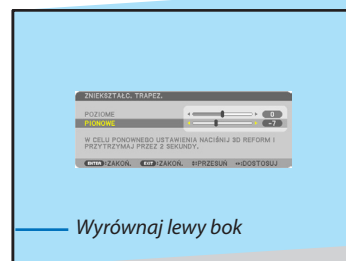 ZNIEKSZTAŁC. TRAPEZ.
POZIOME 0
PIONOWE -7
W CELU PONOWNEGO USTAWIENIA NACIŚNIJ 3D REFORM I
PRZYTRZYMAJ PRZEZ 2 SEKUNDY.
ENTER :ZAKOŃ. EXIT :ZAKOŃ. ↕:PRZESUŃ ↔:DOSTOSUJ
Wyrównaj lewy bok